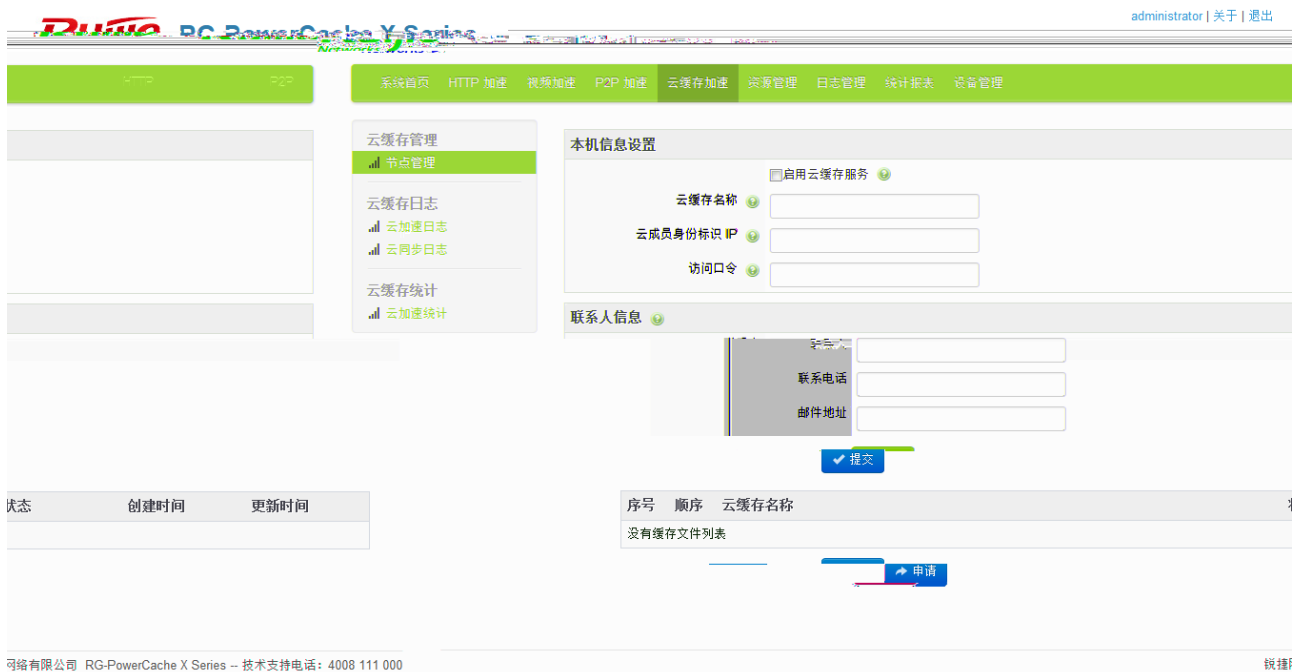 administrator | 关于 | 退出
RG-PowerCache X Series
HTTP P2P
系统首页 HTTP 加速 视频加速 P2P 加速 云缓存加速 资源管理 日志管理 统计报表 设备管理
云缓存管理
节点管理
云缓存日志
云加速日志
云同步日志
云缓存统计
云加速统计
本机信息设置
启用云缓存服务
云缓存名称
云成员身份标识 IP
访问口令
联系人信息
联系电话
邮件地址
提交
状态 创建时间 更新时间
序号 顺序 云缓存名称
没有缓存文件列表
申请
网络有限公司 RG-PowerCache X Series -- 技术支持电话：4008 111 000
锐捷